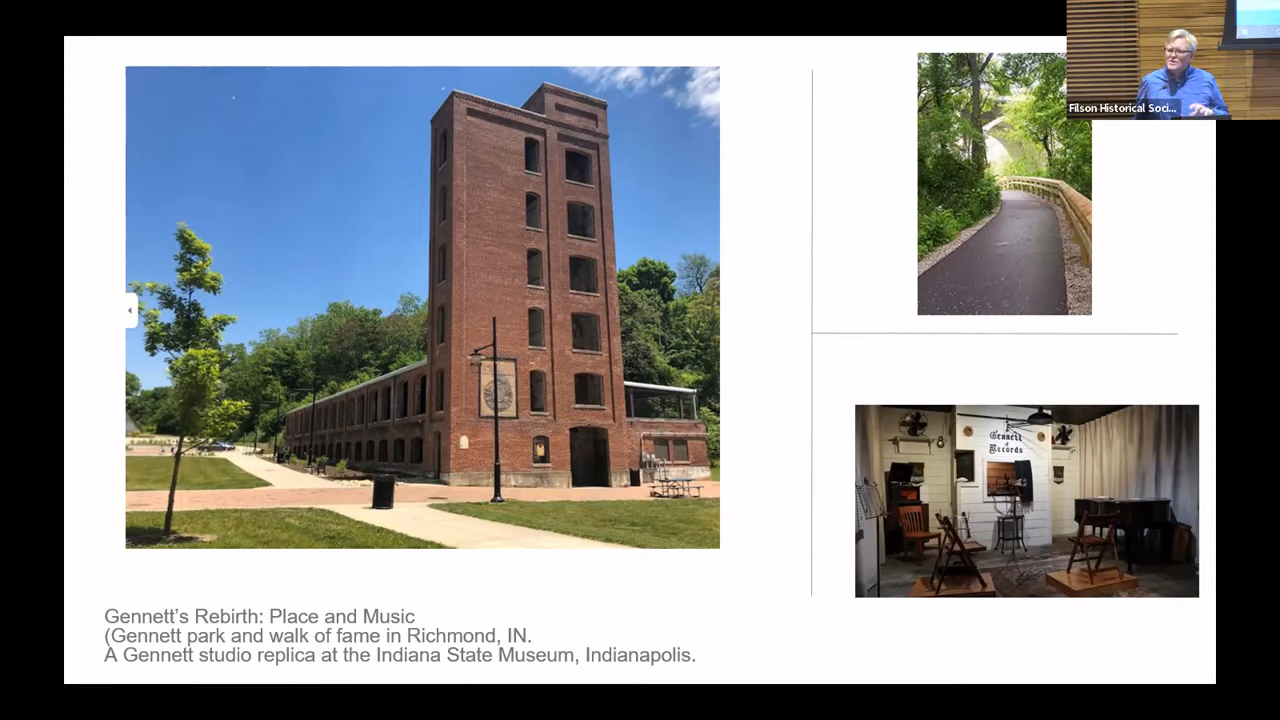 Filson Historical Soci...
Gennett
Records
Gennett's Rebirth: Place and Music
(Gennett park and walk of fame in Richmond, IN.
A Gennett studio replica at the Indiana State Museum, Indianapolis.